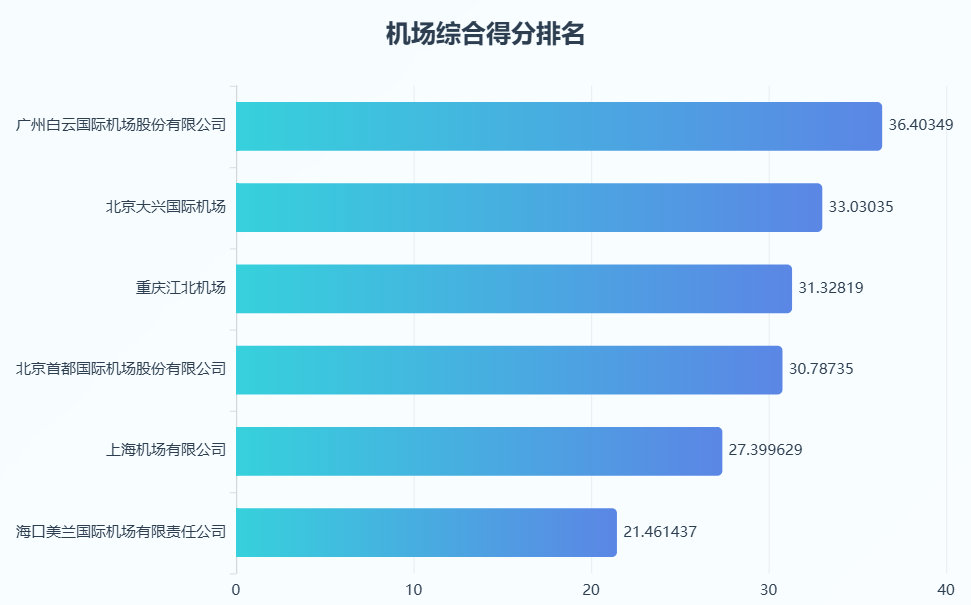 机场综合得分排名
广州白云国际机场股份有限公司 36.40349
北京大兴国际机场 33.03035
重庆江北机场 31.32819
北京首都国际机场股份有限公司 30.78735
上海机场有限公司 27.399629
海口美兰国际机场有限责任公司 21.461437
0 10 20 30 40